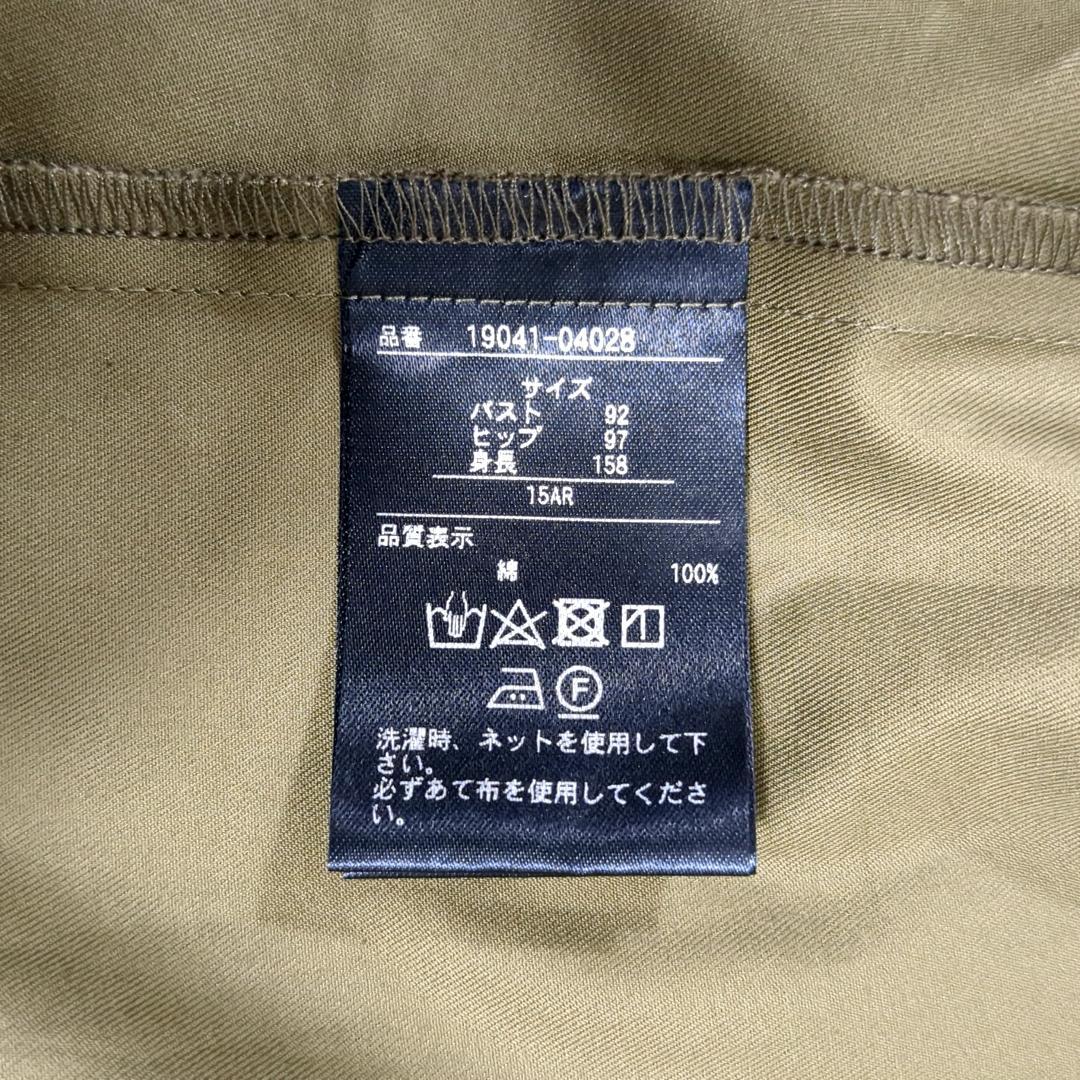 品番 19041-04028
サイズ
バスト 92
ヒップ 97
身長 158
15AR
品質表示
綿 100%
F
洗濯時、ネットを使用して下
さい。
必ずあて布を使用してくださ
い。